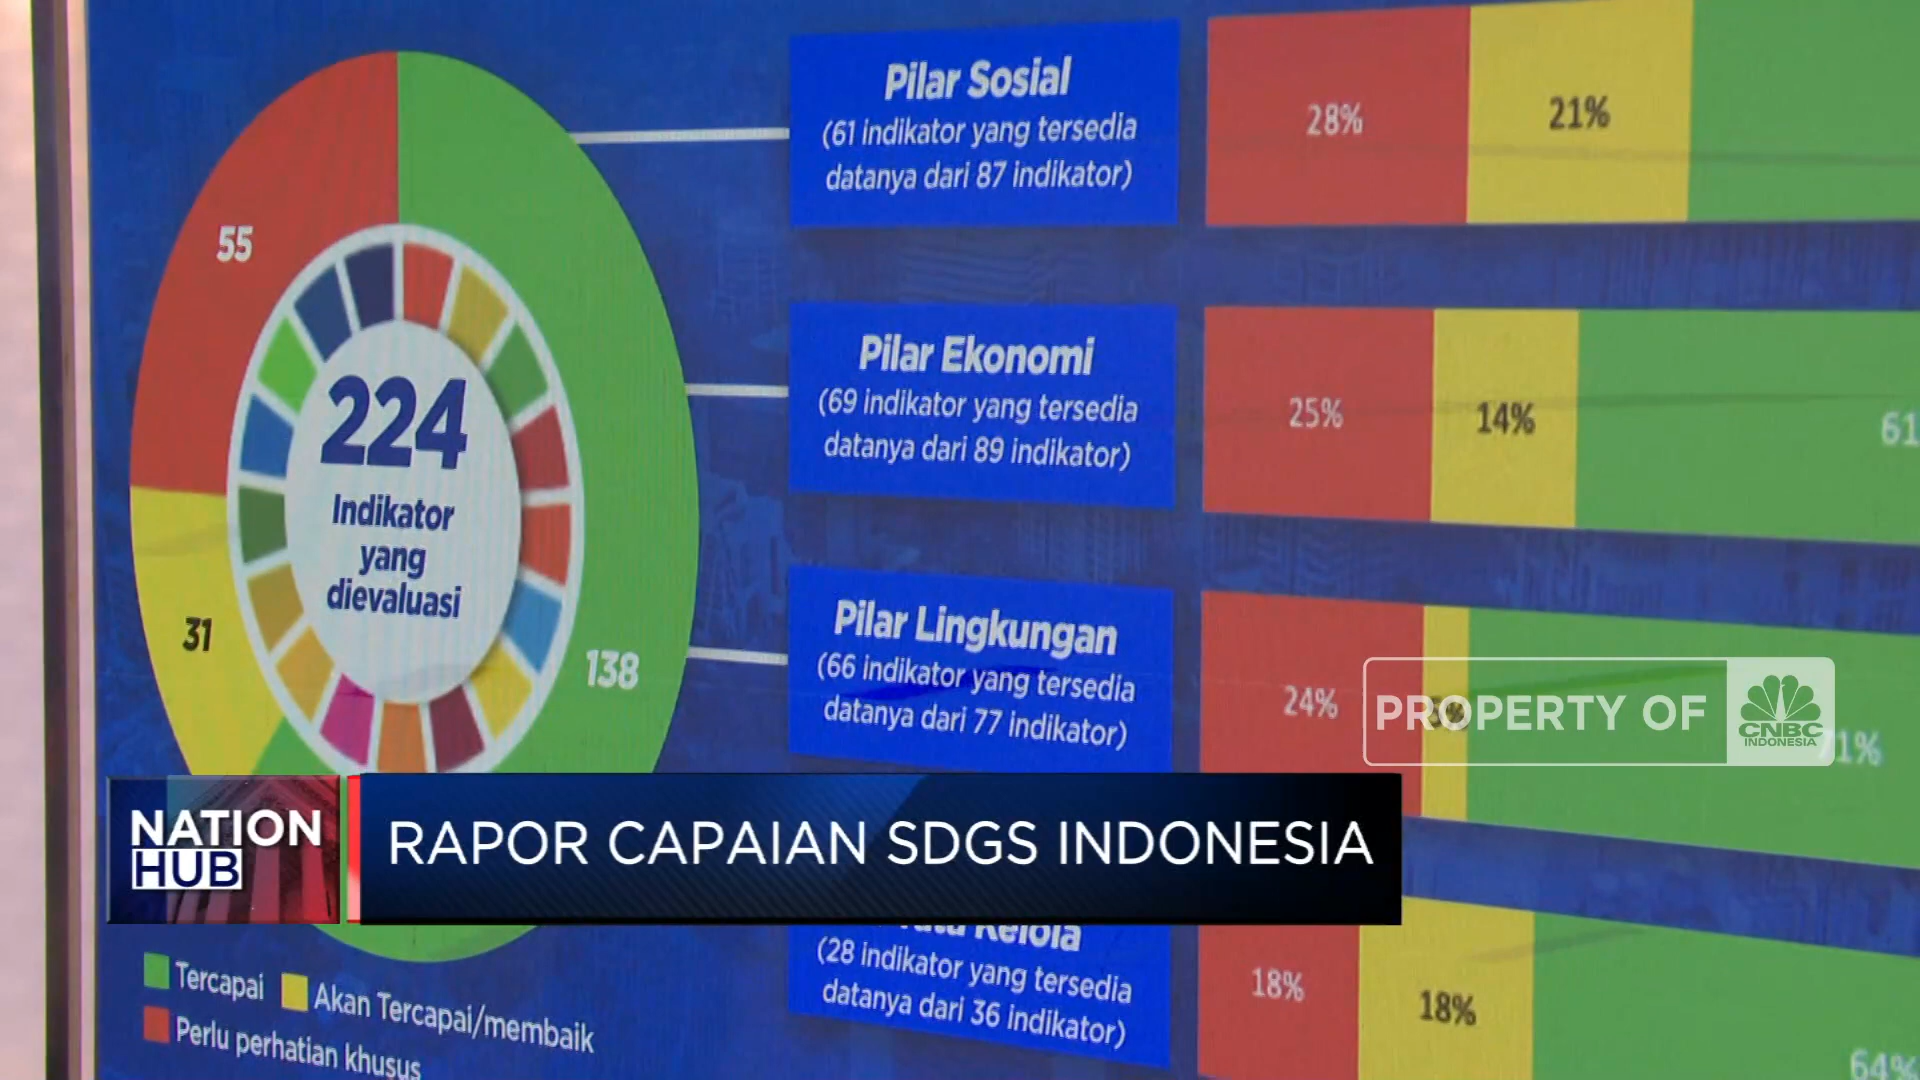 55
31
138
224
Indikator
yang
dievaluasi
Tercapai
Akan Tercapai/membaik
Perlu perhatian khusus
Pilar Sosial
(61 indikator yang tersedia
datanya dari 87 indikator)
28%
21%
Pilar Ekonomi
(69 indikator yang tersedia
datanya dari 89 indikator)
25%
14%
61
Pilar Lingkungan
(66 indikator yang tersedia
datanya dari 77 indikator)
24%
5%
71%
Kelola
(28 indikator yang tersedia
datanya dari 36 indikator)
18%
18%
64%
PROPERTY OF
CNBC
INDONESIA
NATION
HUB
RAPOR CAPAIAN SDGS INDONESIA